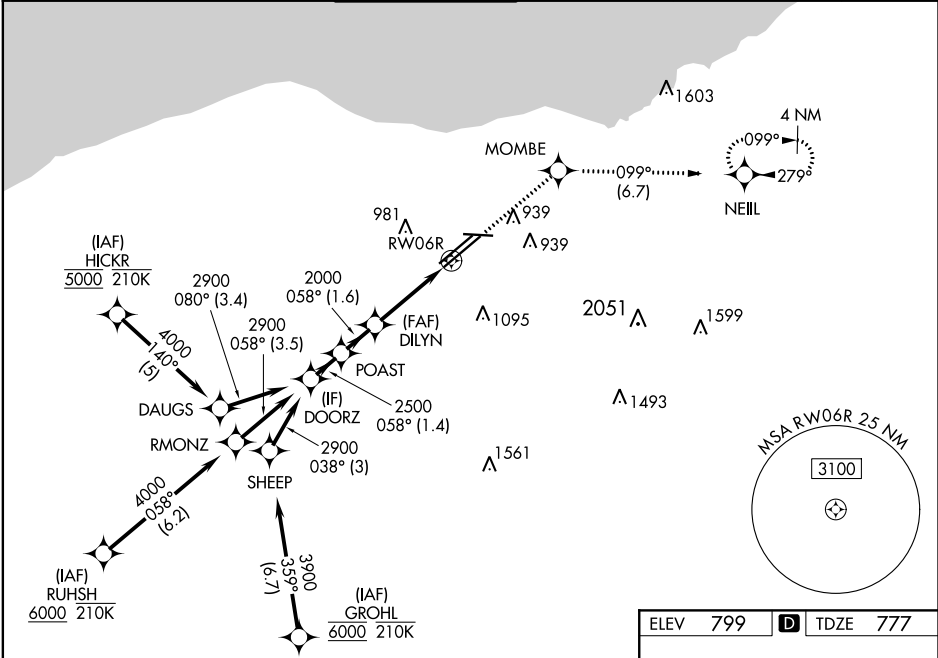 1603
4 NM
099°
279°
NEIIL
MOMBE
099°
(6.7)
939
939
981
RW06R
(IAF)
HICKR
5000 210K
2900
080° (3.4)
2000
058° (1.6)
2900
058° (3.5)
4000
140°
(5)
(FAF)
DILYN
POAST
1095
2051
1599
DAUGS
(IF)
DOORZ
2500
058° (1.4)
1493
RMONZ
2900
038° (3)
SHEEP
1561
MSA RW06R 25 NM
3100
4000
058°
(6.2)
(IAF)
RUHSH
6000 210K
3900
359°
(6.7)
(IAF)
GROHL
6000 210K
ELEV 799 D TDZE 777